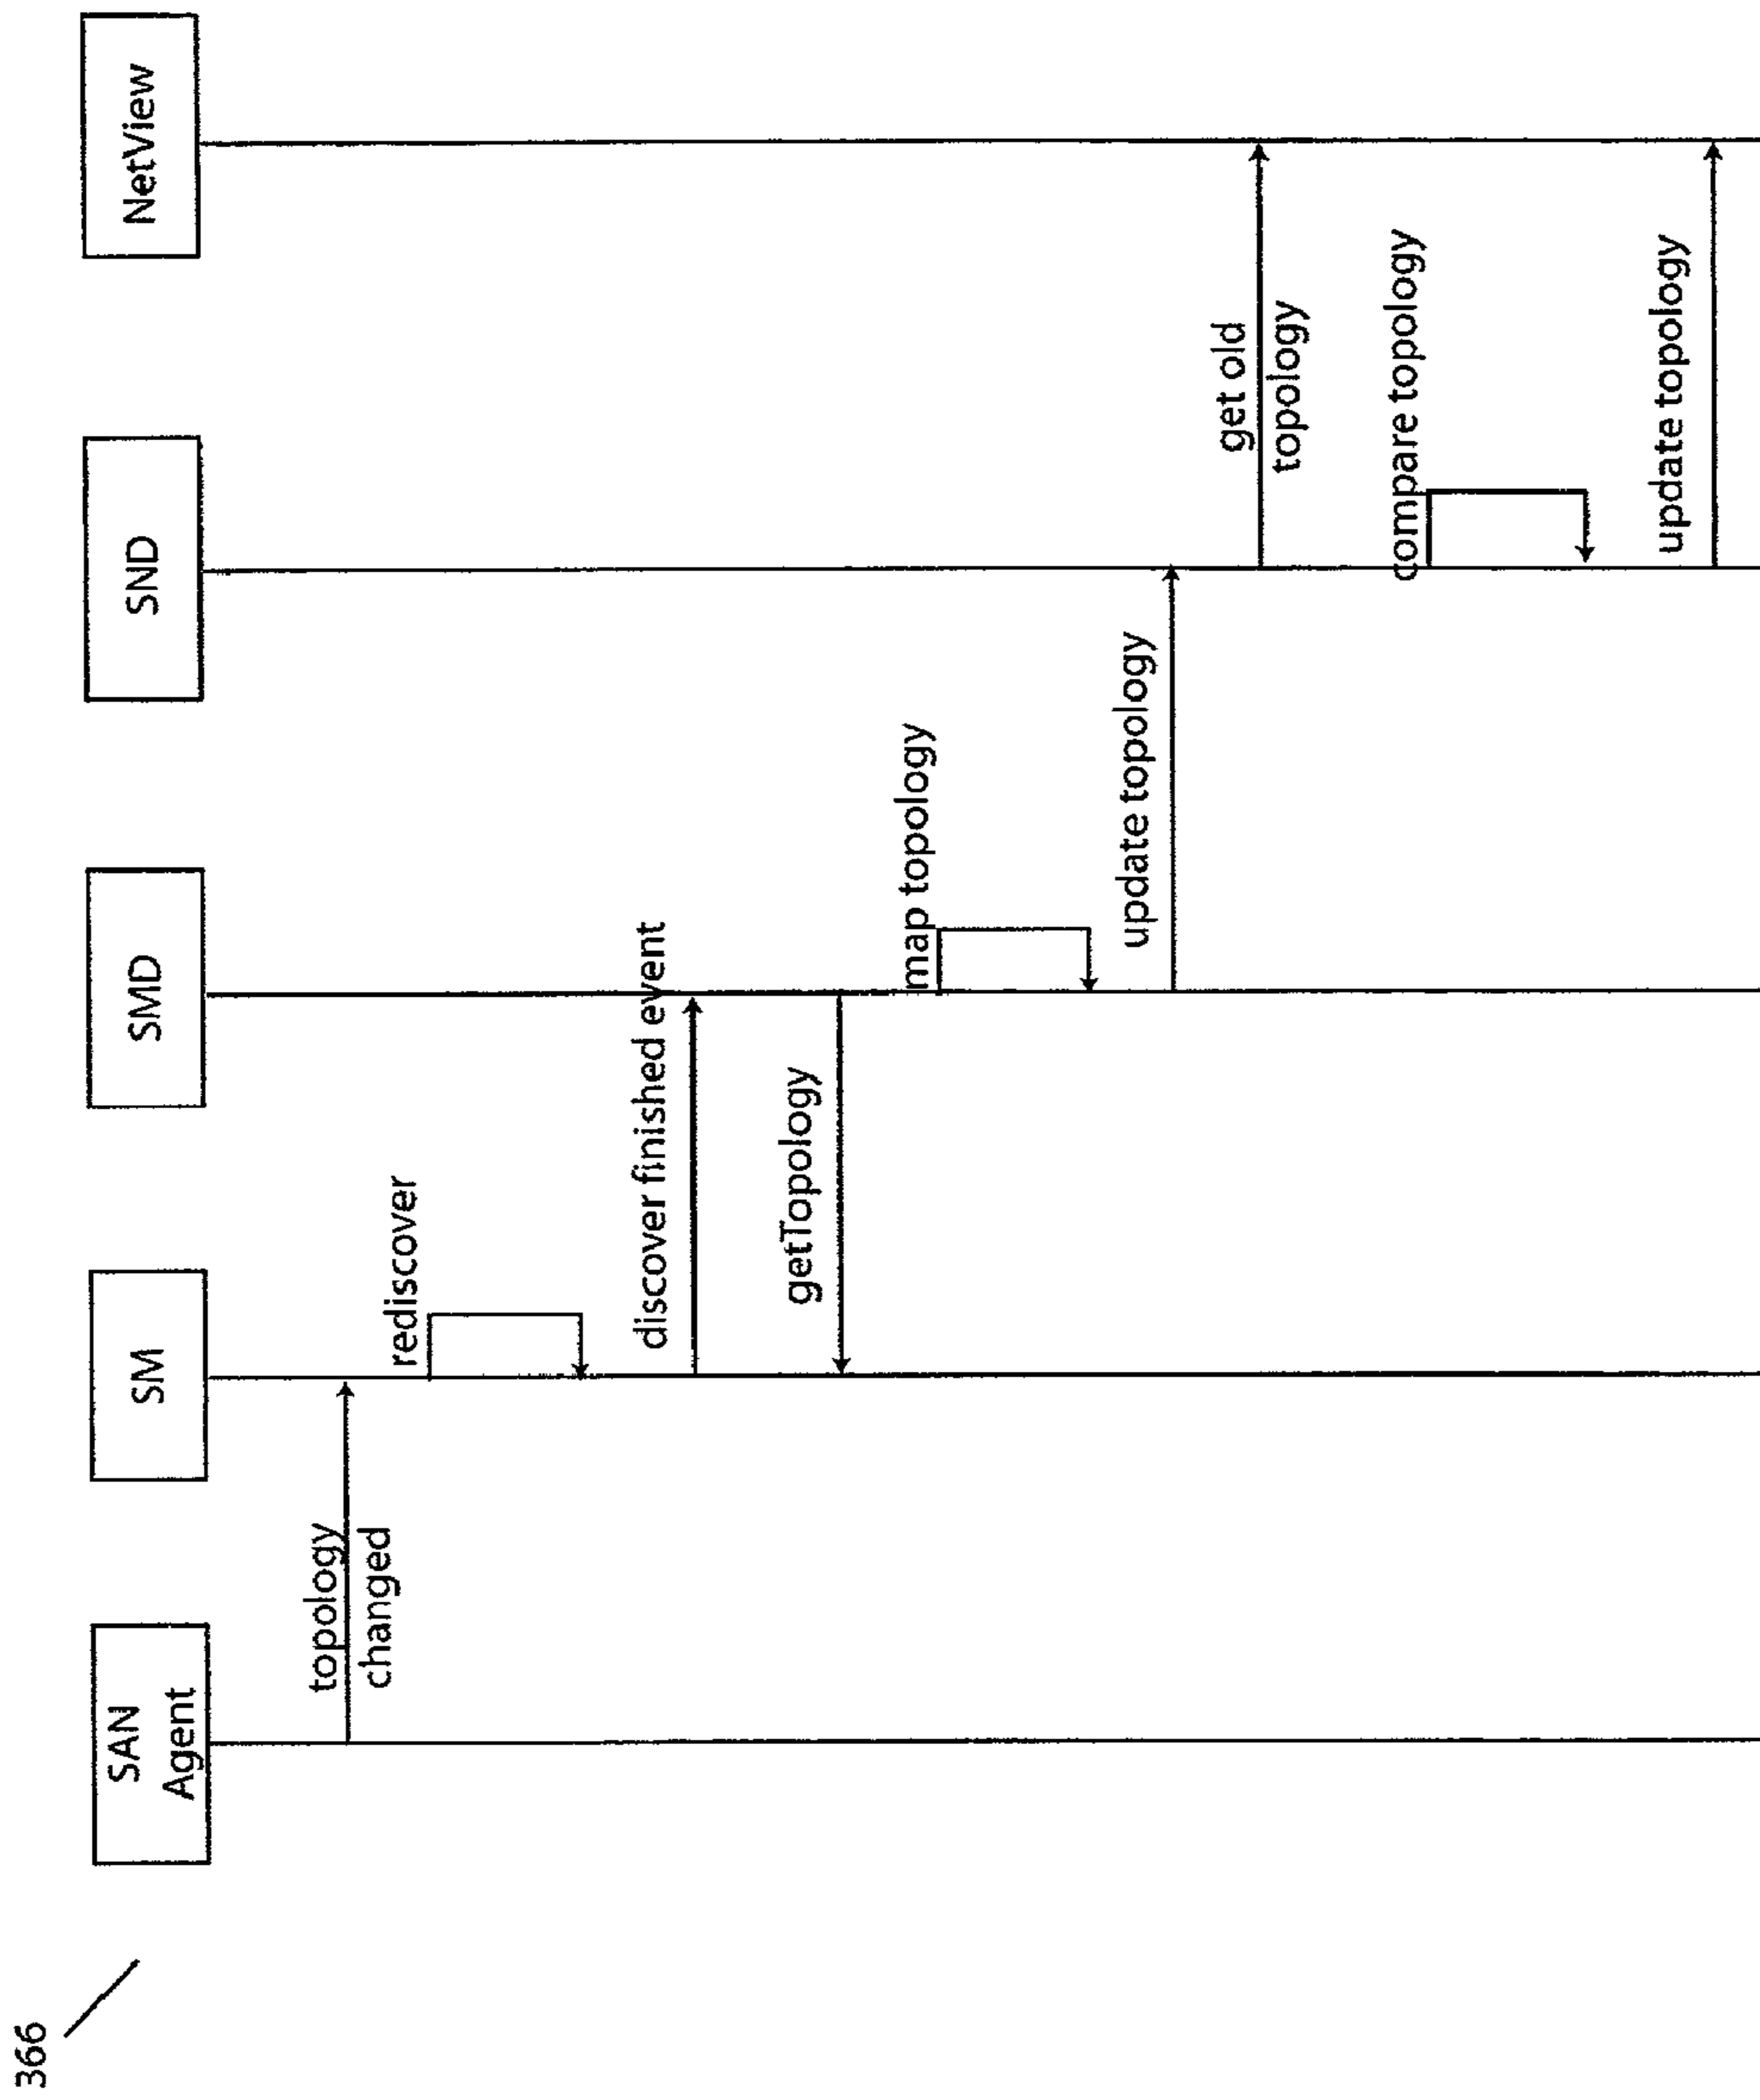 366
SAN
Agent
SM
SMD
SND
NetView
topology
changed
rediscover
discover finished event
getTopology
map topology
update topology
get old
topology
compare topology
update topology